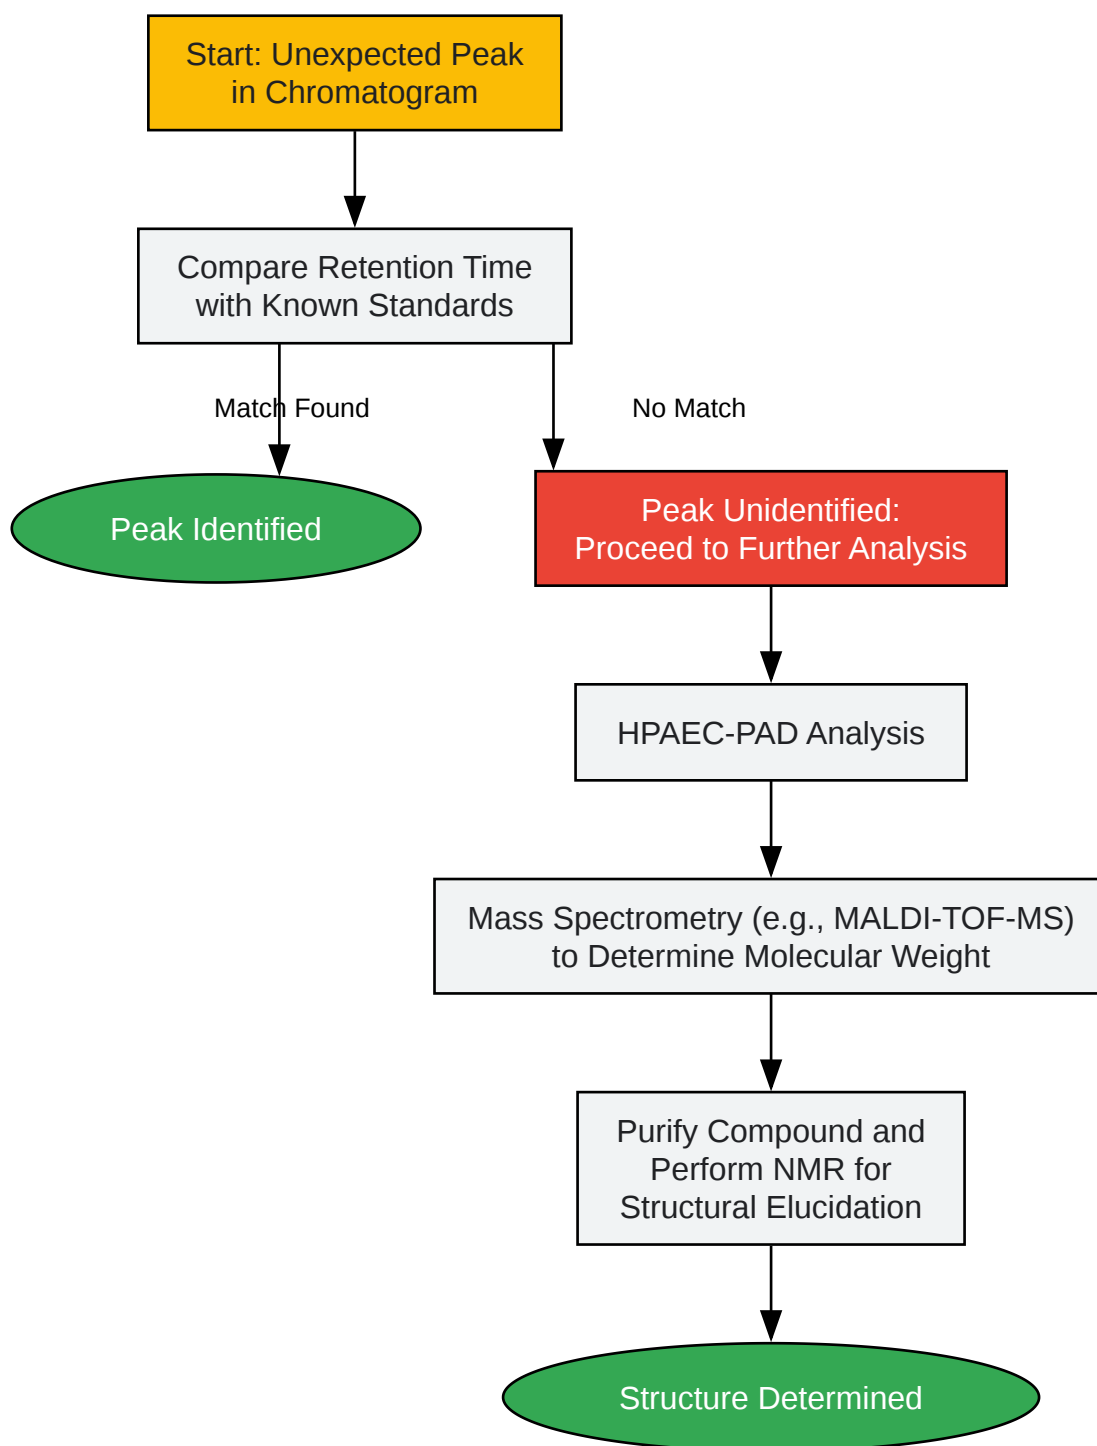 Start: Unexpected Peak
in Chromatogram
Compare Retention Time
with Known Standards
Match Found
No Match
Peak Identified
Peak Unidentified:
Proceed to Further Analysis
HPAEC-PAD Analysis
Mass Spectrometry (e.g., MALDI-TOF-MS)
to Determine Molecular Weight
Purify Compound and
Perform NMR for
Structural Elucidation
Structure Determined